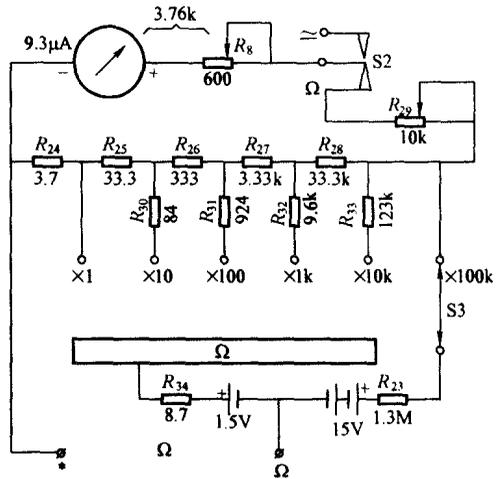 3.76k
9.3μA
R8
− +
600
S2
Ω
R29
10k
R24 R25 R26 R27 R28
3.7 33.3 333 3.33k 33.3k
R30 84 R31 924 R32 9.6k R33 123k
×1 ×10 ×100 ×1k ×10k ×100k
S3
Ω
R34 + + R23
8.7 1.5V 15V 1.3M
* Ω Ω